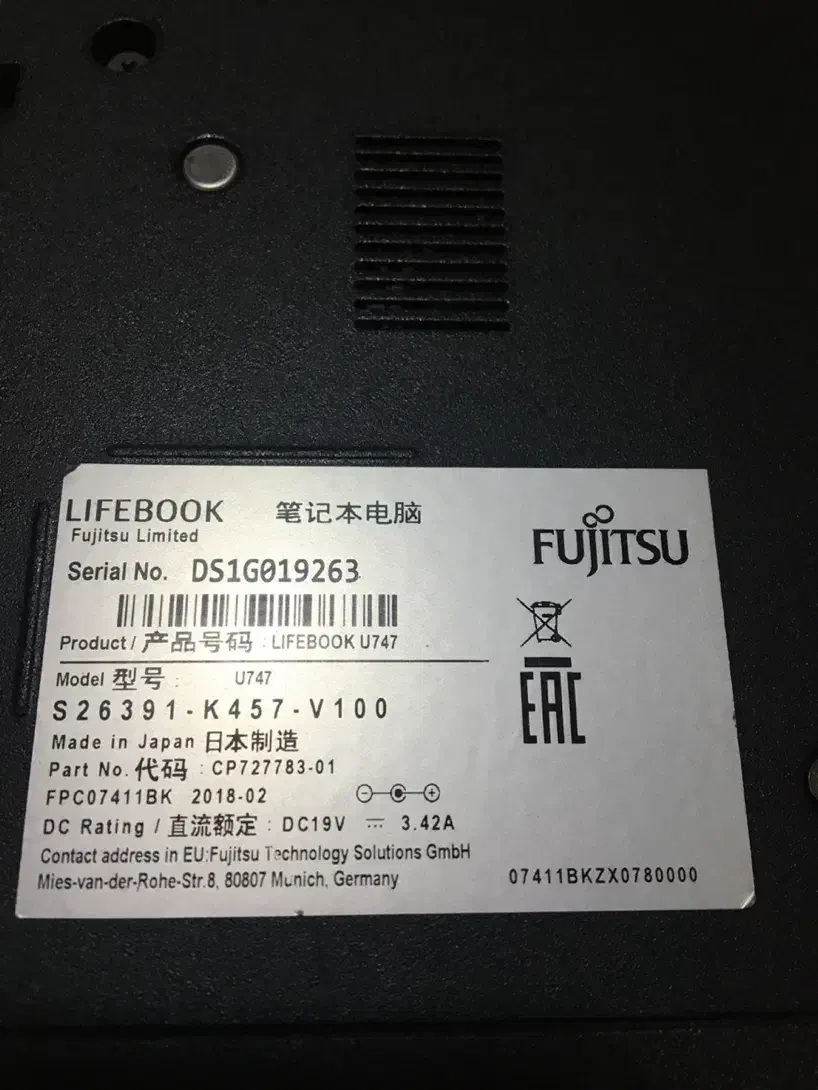 LIFEBOOK 笔记本电脑
Fujitsu Limited
FUJITSU
Serial No. DS1G019263
Product / 产品号码 : LIFEBOOK U747
Model 型号 : U747
S26391-K457-V100
EAC
Made in Japan 日本制造
Part No. 代码 : CP727783-01
FPC07411BK 2018-02
DC Rating / 直流额定 : DC19V ⎓ 3.42A
Contact address in EU:Fujitsu Technology Solutions GmbH
Mies-van-der-Rohe-Str.8, 80807 Munich, Germany
07411BKZX0780000